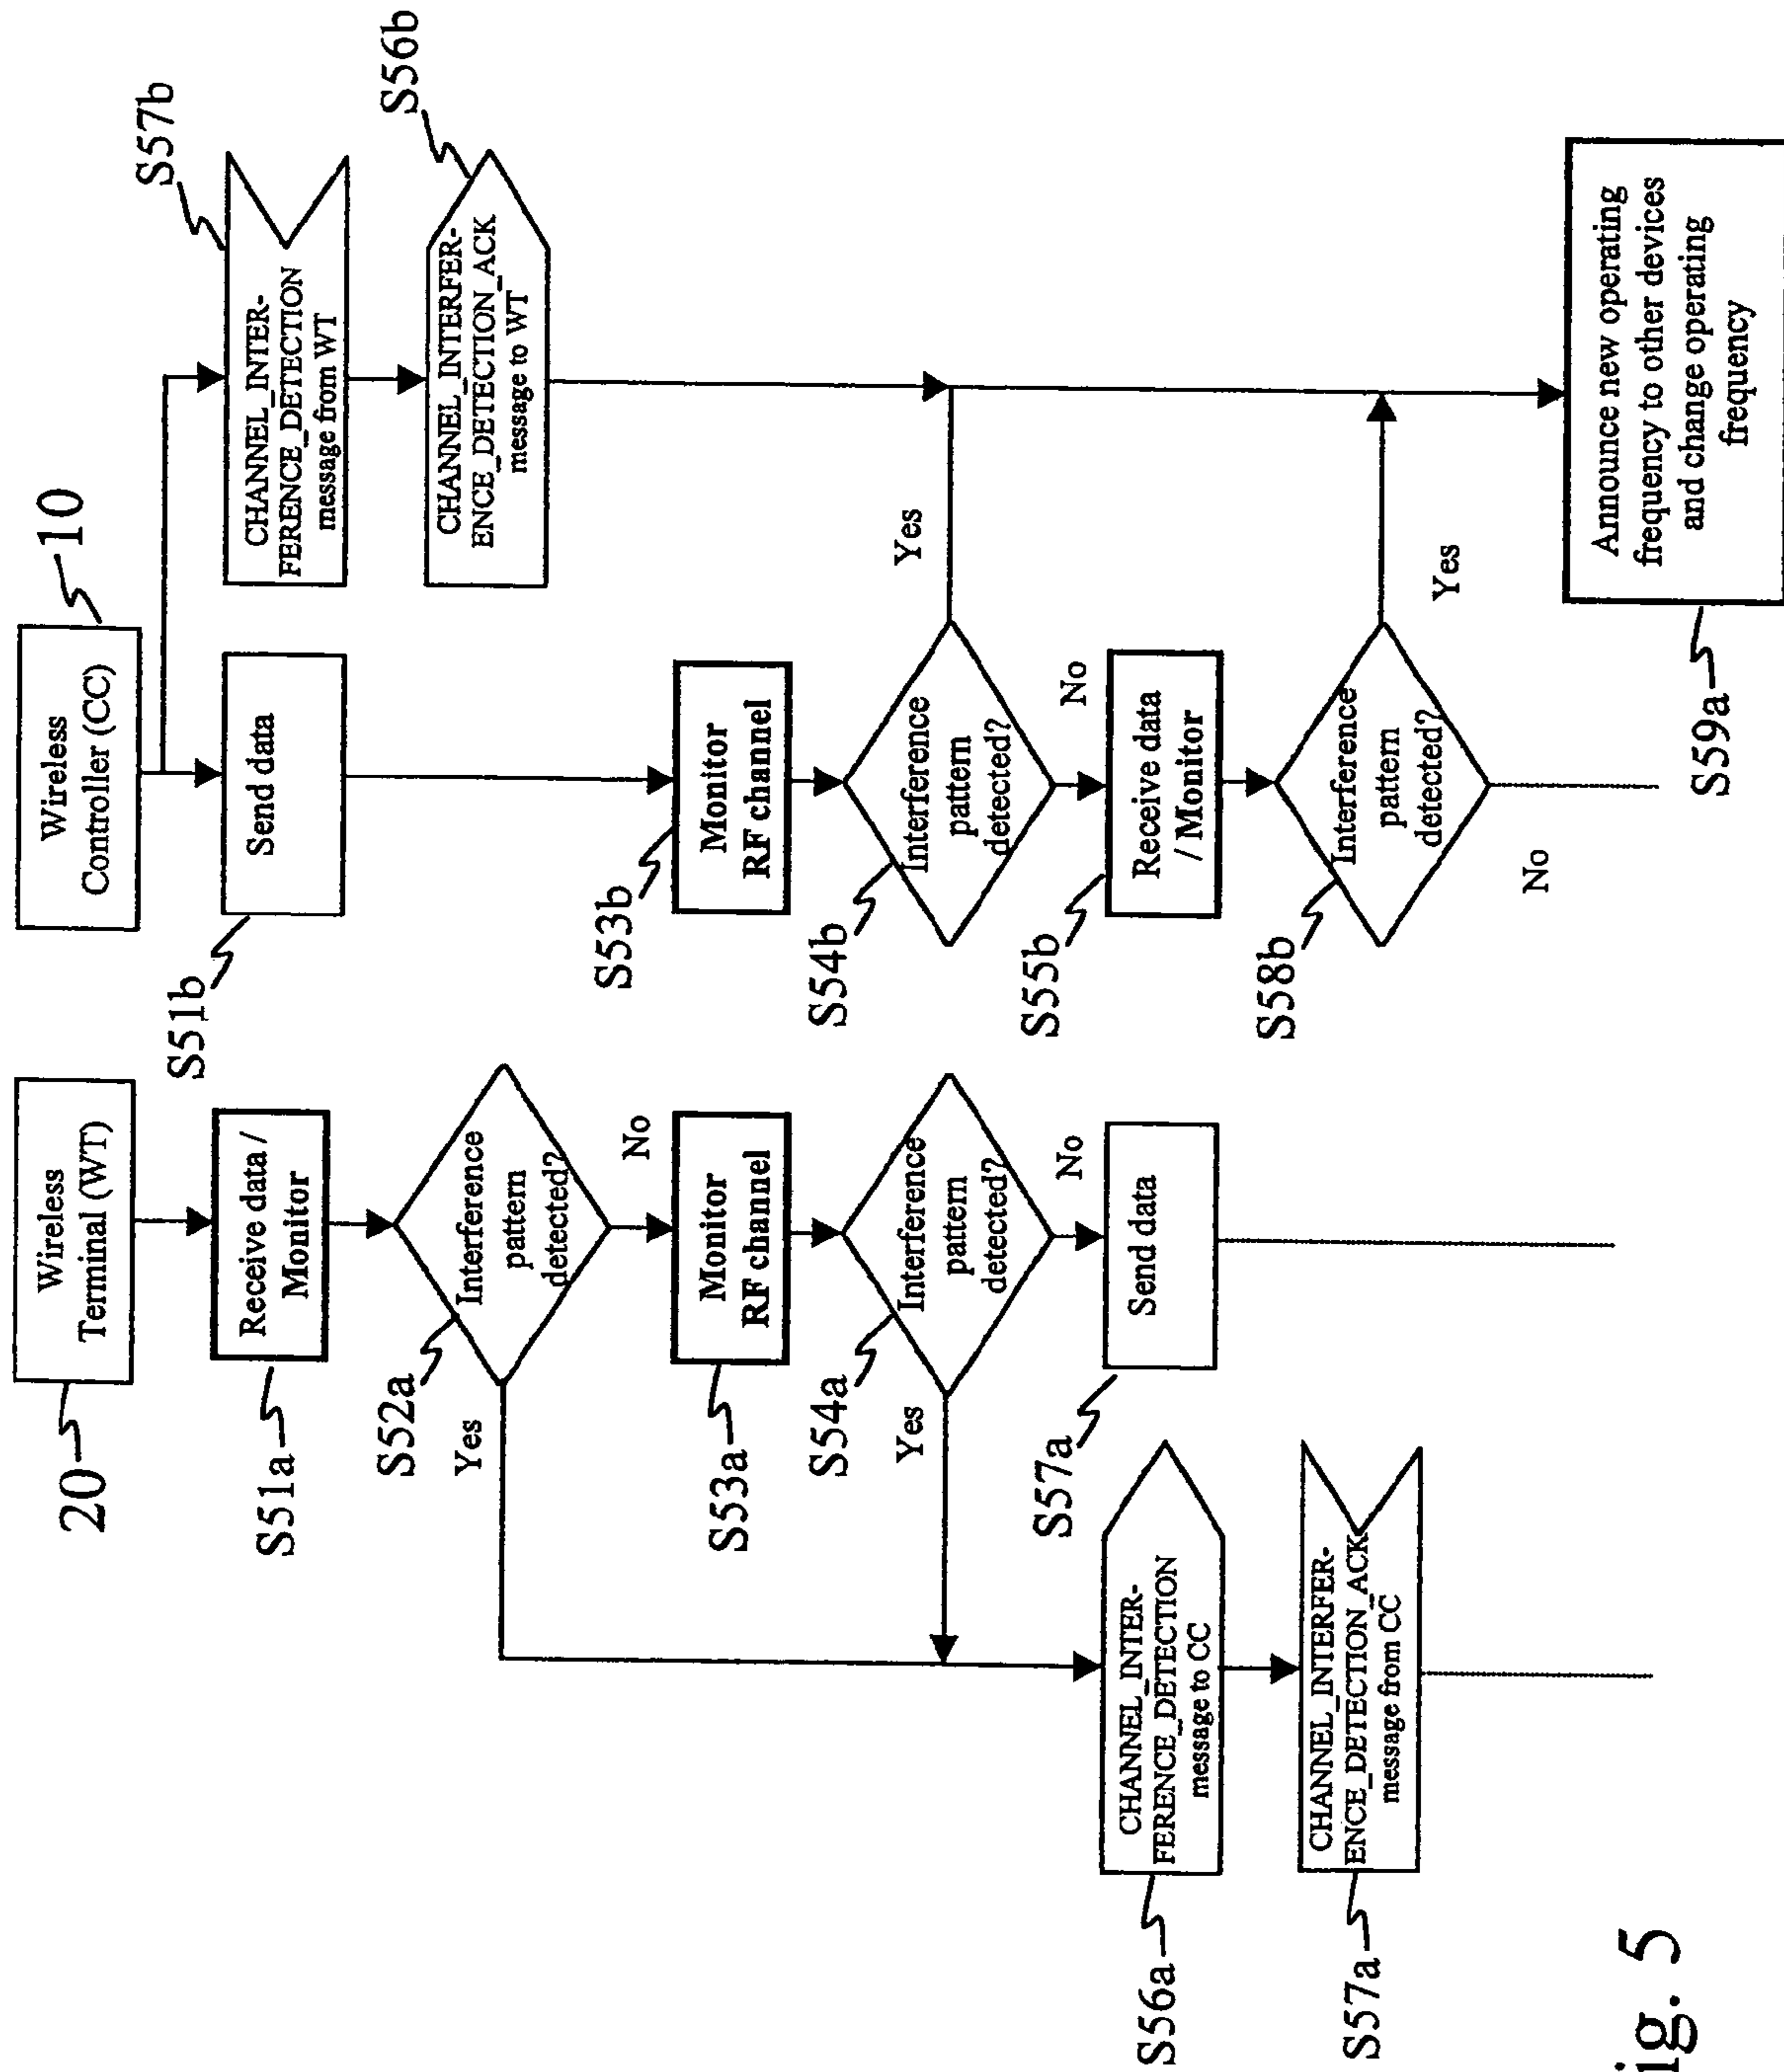 20
Wireless
Terminal (WT)
S51a
Receive data /
Monitor
S52a
Interference
pattern
detected?
Yes
No
S53a
Monitor
RF channel
S54a
Interference
pattern
detected?
Yes
No
S57a
Send data
S56a
CHANNEL_INTER-
FERENCE_DETECTION
message to CC
S57a
CHANNEL_INTERFER-
ENCE_DETECTION_ACK
message from CC
10
Wireless
Controller (CC)
S51b
Send data
S57b
CHANNEL_INTER-
FERENCE_DETECTION
message from WT
S56b
CHANNEL_INTERFER-
ENCE_DETECTION_ACK
message to WT
S53b
Monitor
RF channel
S54b
Interference
pattern
detected?
Yes
No
S55b
Receive data
/ Monitor
S58b
Interference
pattern
detected?
Yes
No
S59a
Announce new operating
frequency to other devices
and change operating
frequency
ig. 5